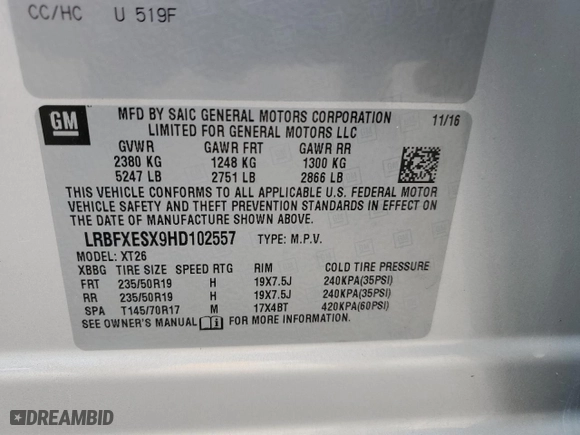 CC/HC U 519F
GM
MFD BY SAIC GENERAL MOTORS CORPORATION 11/16
LIMITED FOR GENERAL MOTORS LLC
GVWR GAWR FRT GAWR RR
2380 KG 1248 KG 1300 KG
5247 LB 2751 LB 2866 LB
THIS VEHICLE CONFORMS TO ALL APPLICABLE U.S. FEDERAL MOTOR
VEHICLE SAFETY AND THEFT PREVENTION STANDARDS IN EFFECT ON
THE DATE OF MANUFACTURE SHOWN ABOVE.
LRBFXESX9HD102557 TYPE: M.P.V.
MODEL: XT26
XBBG TIRE SIZE SPEED RTG RIM COLD TIRE PRESSURE
FRT 235/50R19 H 19X7.5J 240KPA(35PSI)
RR 235/50R19 H 19X7.5J 240KPA(35PSI)
SPA T145/70R17 M 17X4BT 420KPA(60PSI)
SEE OWNER'S MANUAL FOR MORE INFORMATION
DREAMBID